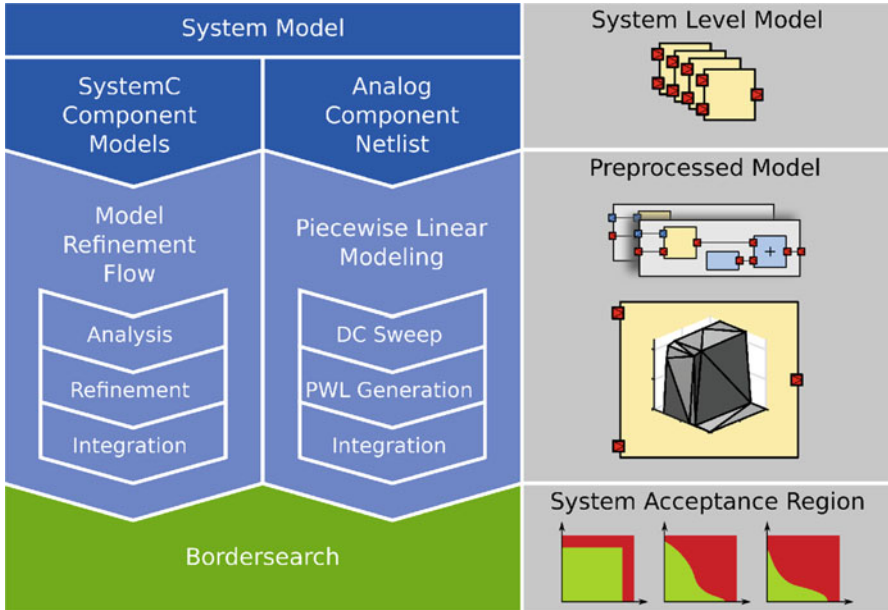 System Model
SystemC
Component
Models
Analog
Component
Netlist
Model
Refinement
Flow
Analysis
Refinement
Integration
Piecewise Linear
Modeling
DC Sweep
PWL Generation
Integration
Bordersearch
System Level Model
Preprocessed Model
+
System Acceptance Region